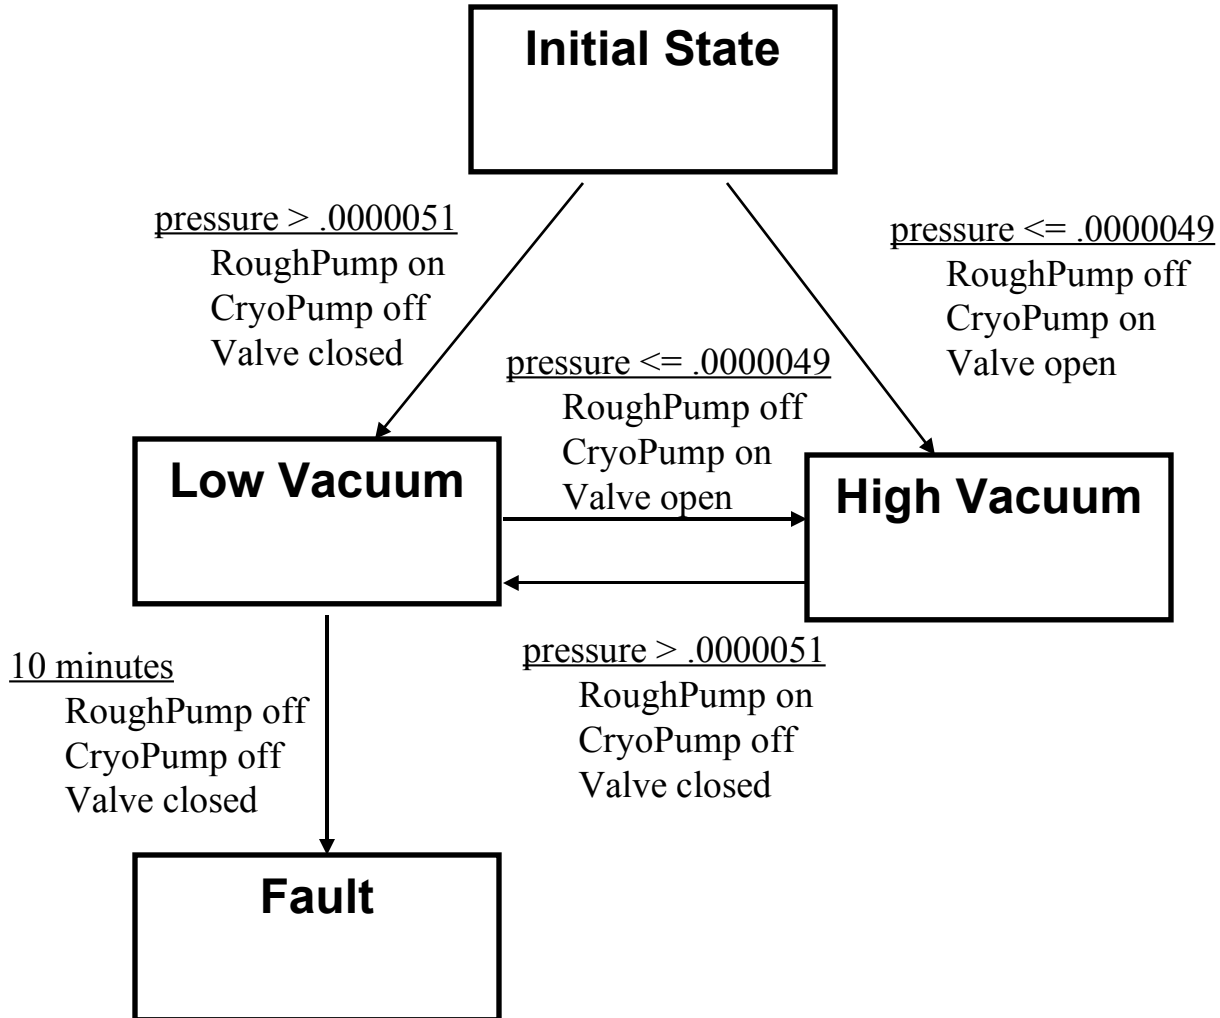 Initial State
pressure > .0000051
RoughPump on
CryoPump off
Valve closed
pressure <= .0000049
RoughPump off
CryoPump on
Valve open
pressure <= .0000049
RoughPump off
CryoPump on
Valve open
Low Vacuum
High Vacuum
10 minutes
RoughPump off
CryoPump off
Valve closed
pressure > .0000051
RoughPump on
CryoPump off
Valve closed
Fault